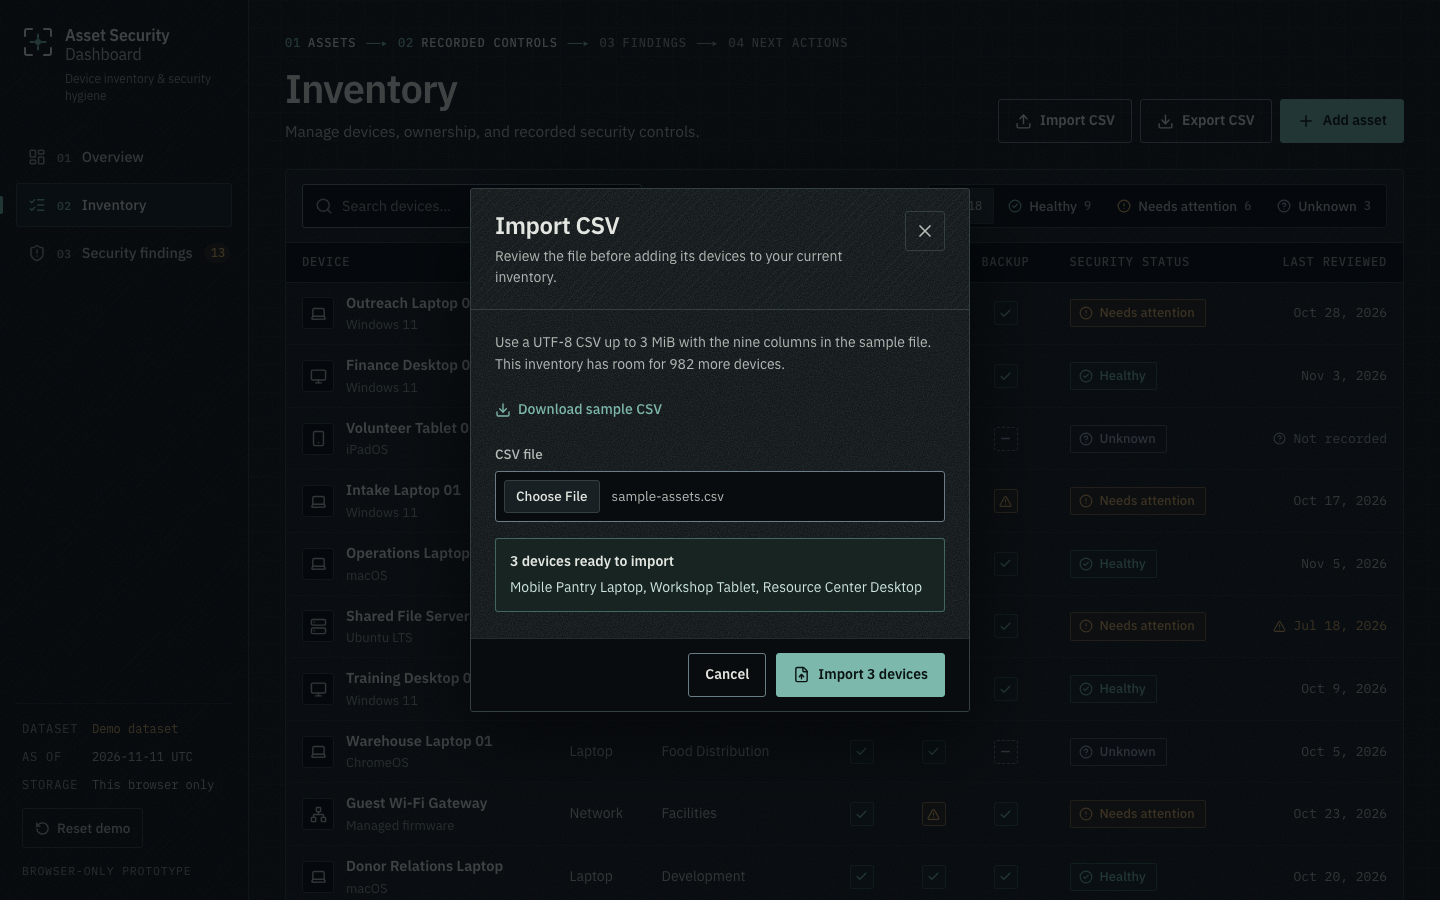 Asset Security
Dashboard
Device inventory & security
hygiene
01 Overview
02 Inventory
03 Security findings 13
DATASET Demo dataset
AS OF 2026-11-11 UTC
STORAGE This browser only
Reset demo
BROWSER-ONLY PROTOTYPE
01 ASSETS 02 RECORDED CONTROLS 03 FINDINGS 04 NEXT ACTIONS
Inventory
Manage devices, ownership, and recorded security controls.
Import CSV Export CSV Add asset
Search devices... 18 Healthy 9 Needs attention 6 Unknown 3
DEVICE BACKUP SECURITY STATUS LAST REVIEWED
Outreach Laptop 0 Needs attention Oct 28, 2026
Windows 11
Finance Desktop 0 Healthy Nov 3, 2026
Windows 11
Volunteer Tablet 0 Unknown Not recorded
iPadOS
Intake Laptop 01 Needs attention Oct 17, 2026
Windows 11
Operations Laptop Healthy Nov 5, 2026
macOS
Shared File Server Needs attention Jul 18, 2026
Ubuntu LTS
Training Desktop 0 Healthy Oct 9, 2026
Windows 11
Warehouse Laptop 01 Laptop Food Distribution Unknown Oct 5, 2026
ChromeOS
Guest Wi-Fi Gateway Network Facilities Needs attention Oct 23, 2026
Managed firmware
Donor Relations Laptop Laptop Development Healthy Oct 20, 2026
macOS
Import CSV
Review the file before adding its devices to your current
inventory.
Use a UTF-8 CSV up to 3 MiB with the nine columns in the sample file.
This inventory has room for 982 more devices.
Download sample CSV
CSV file
Choose File sample-assets.csv
3 devices ready to import
Mobile Pantry Laptop, Workshop Tablet, Resource Center Desktop
Cancel Import 3 devices